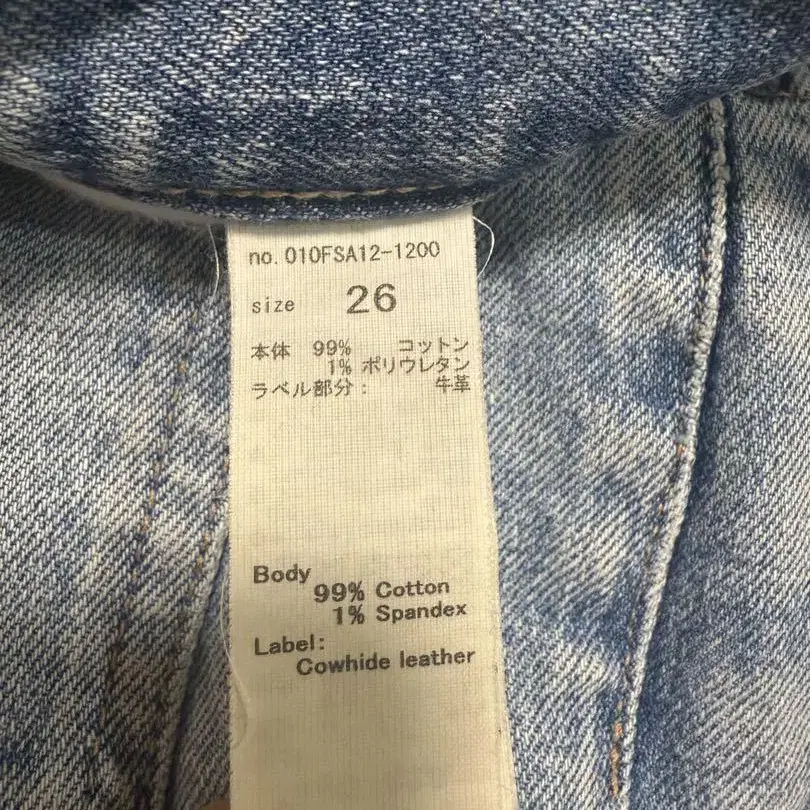 no. 010FSA12-1200
size 26
本体 99% コットン
1% ポリウレタン
ラベル部分： 牛革
Body
99% Cotton
1% Spandex
Label:
Cowhide leather